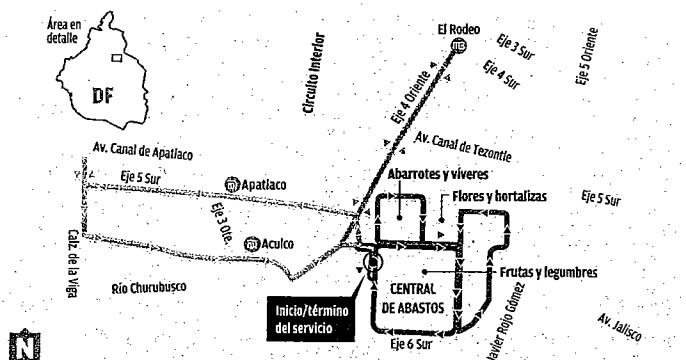 Área en
detalle
DF
El Rodeo
Eje 3 Sur
Eje 4 Sur
Eje 5 Oriente
Circuito Interior
Eje 4 Oriente
Av. Canal de Tezontle
Av. Canal de Apatlaco
Eje 5 Sur
Apatlaco
Abarrotes y víveres
Flores y hortalizas
Eje 5 Sur
Eje 3 Ote.
Aculco
Calz. de la Viga
Río Churubusco
Frutas y legumbres
CENTRAL
DE ABASTOS
Inicio/término
del servicio
Eje 6 Sur
Javier Rojo Gómez
Av. Jalisco
N